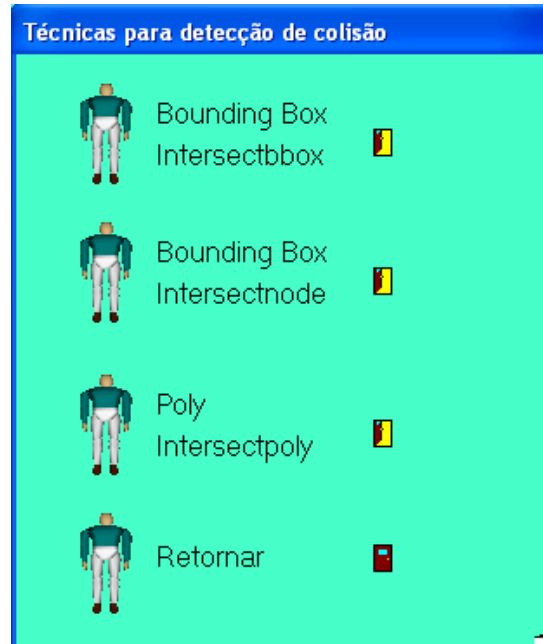 Técnicas para detecção de colisão
Bounding Box
Intersectbbox
Bounding Box
Intersectnode
Poly
Intersectpoly
Retornar